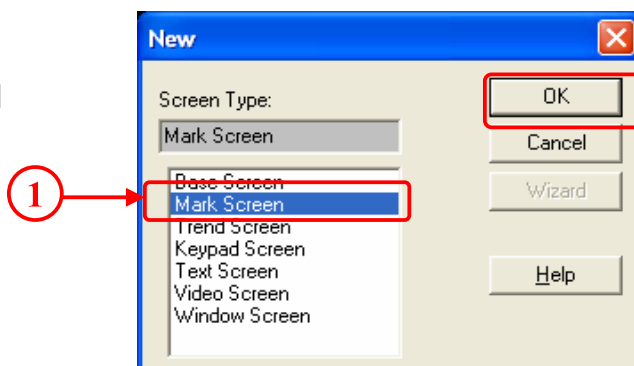 New
Screen Type:
Mark Screen
Base Screen
Mark Screen
Trend Screen
Keypad Screen
Text Screen
Video Screen
Window Screen
OK
Cancel
Wizard
Help
1